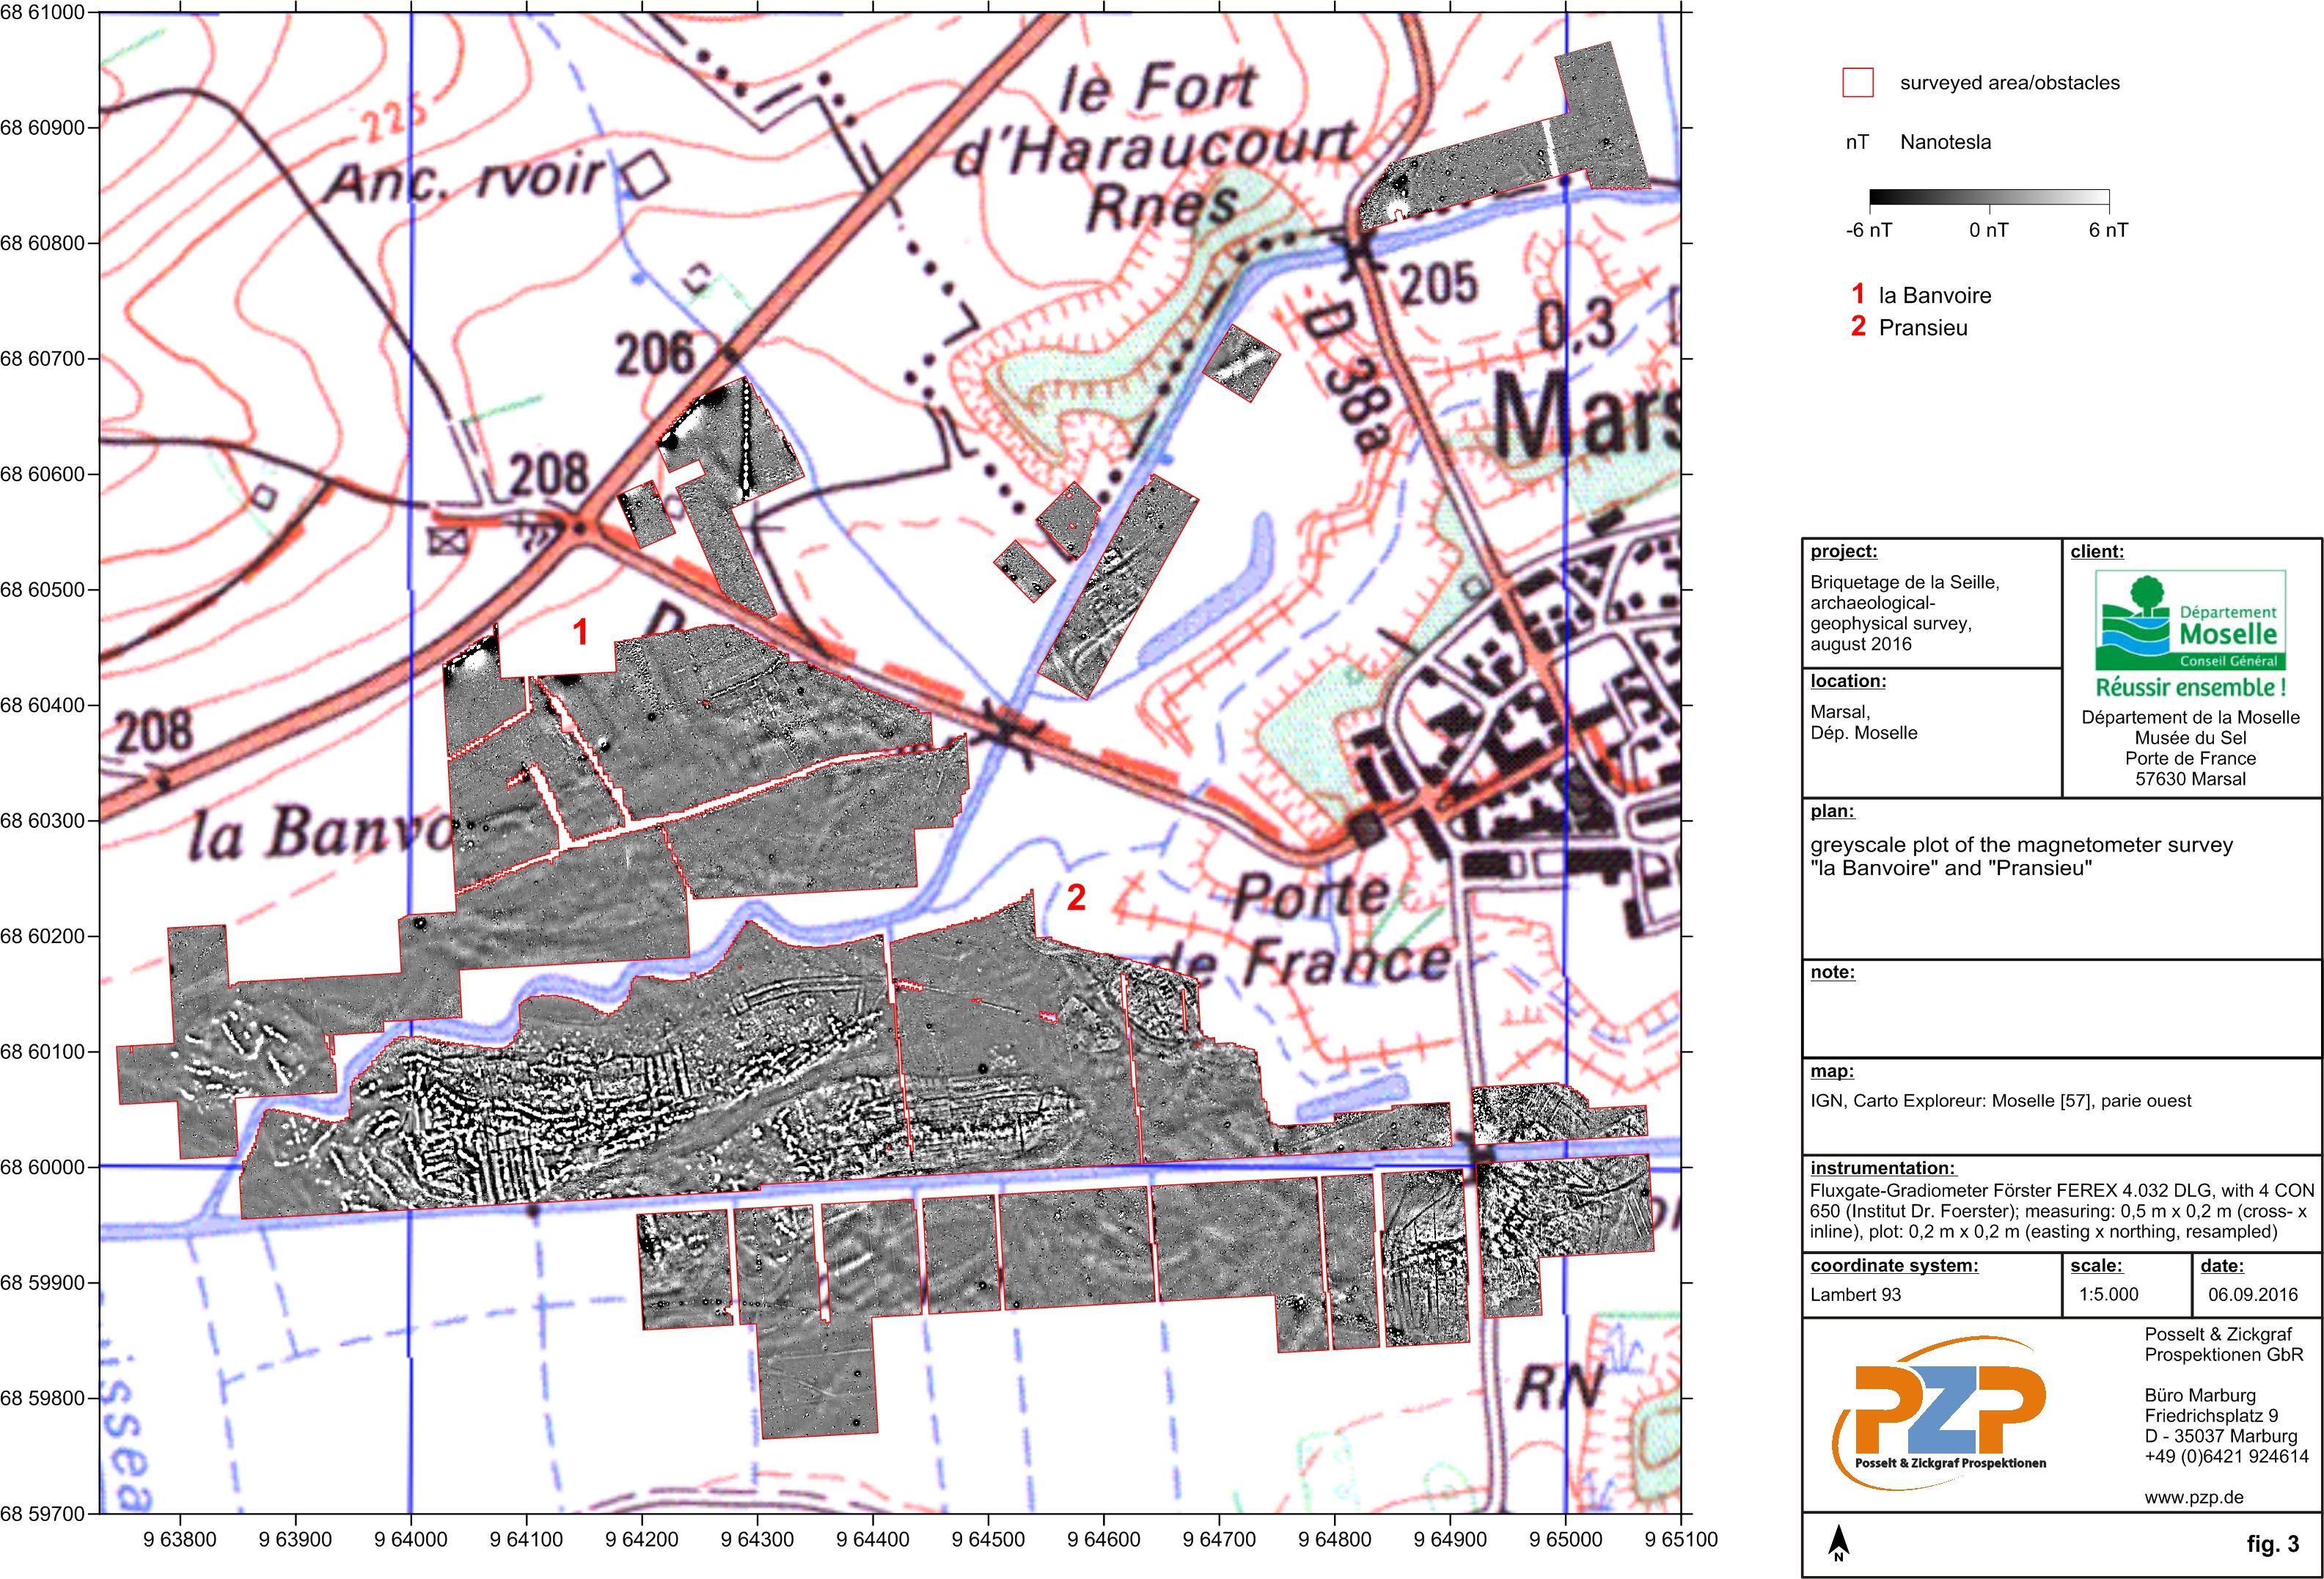 68 61000
68 60900
68 60800
68 60700
68 60600
68 60500
68 60400
68 60300
68 60200
68 60100
68 60000
68 59900
68 59800
68 59700
9 63800
9 63900
9 64000
9 64100
9 64200
9 64300
9 64400
9 64500
9 64600
9 64700
9 64800
9 64900
9 65000
9 65100
225
Anc. rvoir
le Fort
d'Haraucourt
Rnes
206
208
205
D 38a
0.3
Mars
1
208
la Banvo
2
Porte
de France
RN
issea
surveyed area/obstacles
nT Nanotesla
-6 nT 0 nT 6 nT
1 la Banvoire
2 Pransieu
project:
Briquetage de la Seille,
archaeological-
geophysical survey,
august 2016
client:
Département
Moselle
Conseil Général
Réussir ensemble !
Département de la Moselle
Musée du Sel
Porte de France
57630 Marsal
location:
Marsal,
Dép. Moselle
plan:
greyscale plot of the magnetometer survey
"la Banvoire" and "Pransieu"
note:
map:
IGN, Carto Exploreur: Moselle [57], parie ouest
instrumentation:
Fluxgate-Gradiometer Förster FEREX 4.032 DLG, with 4 CON
650 (Institut Dr. Foerster); measuring: 0,5 m x 0,2 m (cross- x
inline), plot: 0,2 m x 0,2 m (easting x northing, resampled)
coordinate system:
Lambert 93
scale:
1:5.000
date:
06.09.2016
PZP
Posselt & Zickgraf Prospektionen
Posselt & Zickgraf
Prospektionen GbR
Büro Marburg
Friedrichsplatz 9
D - 35037 Marburg
+49 (0)6421 924614
www.pzp.de
N
fig. 3